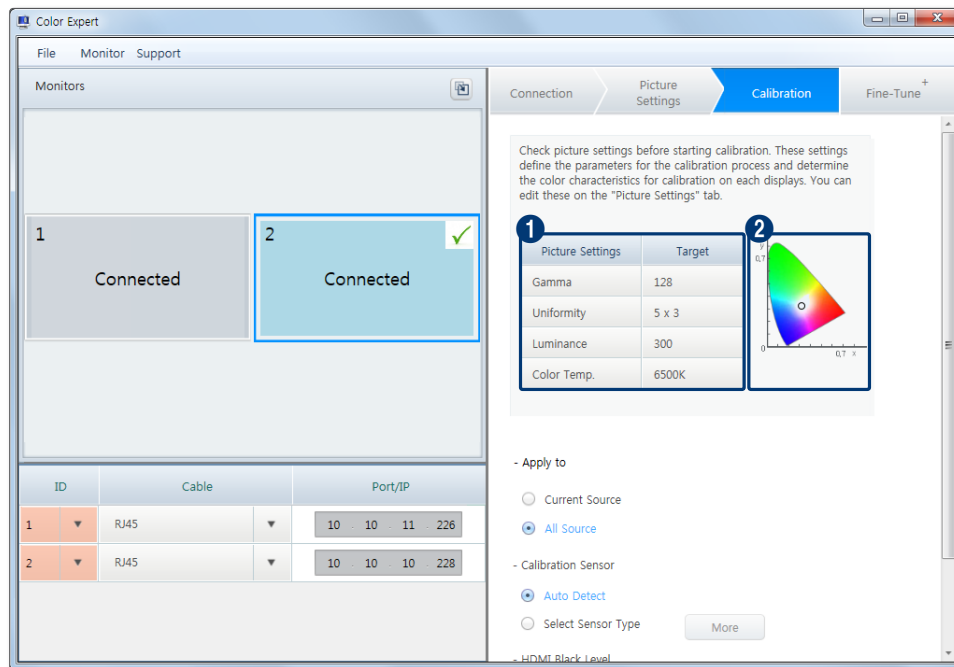 Color Expert
File Monitor Support
Monitors
1
Connected
2
Connected
ID Cable Port/IP
1 RJ45 10 . 10 . 11 . 226
2 RJ45 10 . 10 . 10 . 228
Connection
Picture
Settings
Calibration
Fine-Tune+
Check picture settings before starting calibration. These settings
define the parameters for the calibration process and determine
the color characteristics for calibration on each displays. You can
edit these on the "Picture Settings" tab.
1
Picture Settings Target
Gamma 128
Uniformity 5 x 3
Luminance 300
Color Temp. 6500K
2
y
0,7
0
0,7 x
- Apply to
Current Source
All Source
- Calibration Sensor
Auto Detect
Select Sensor Type More
- HDMI Black Level